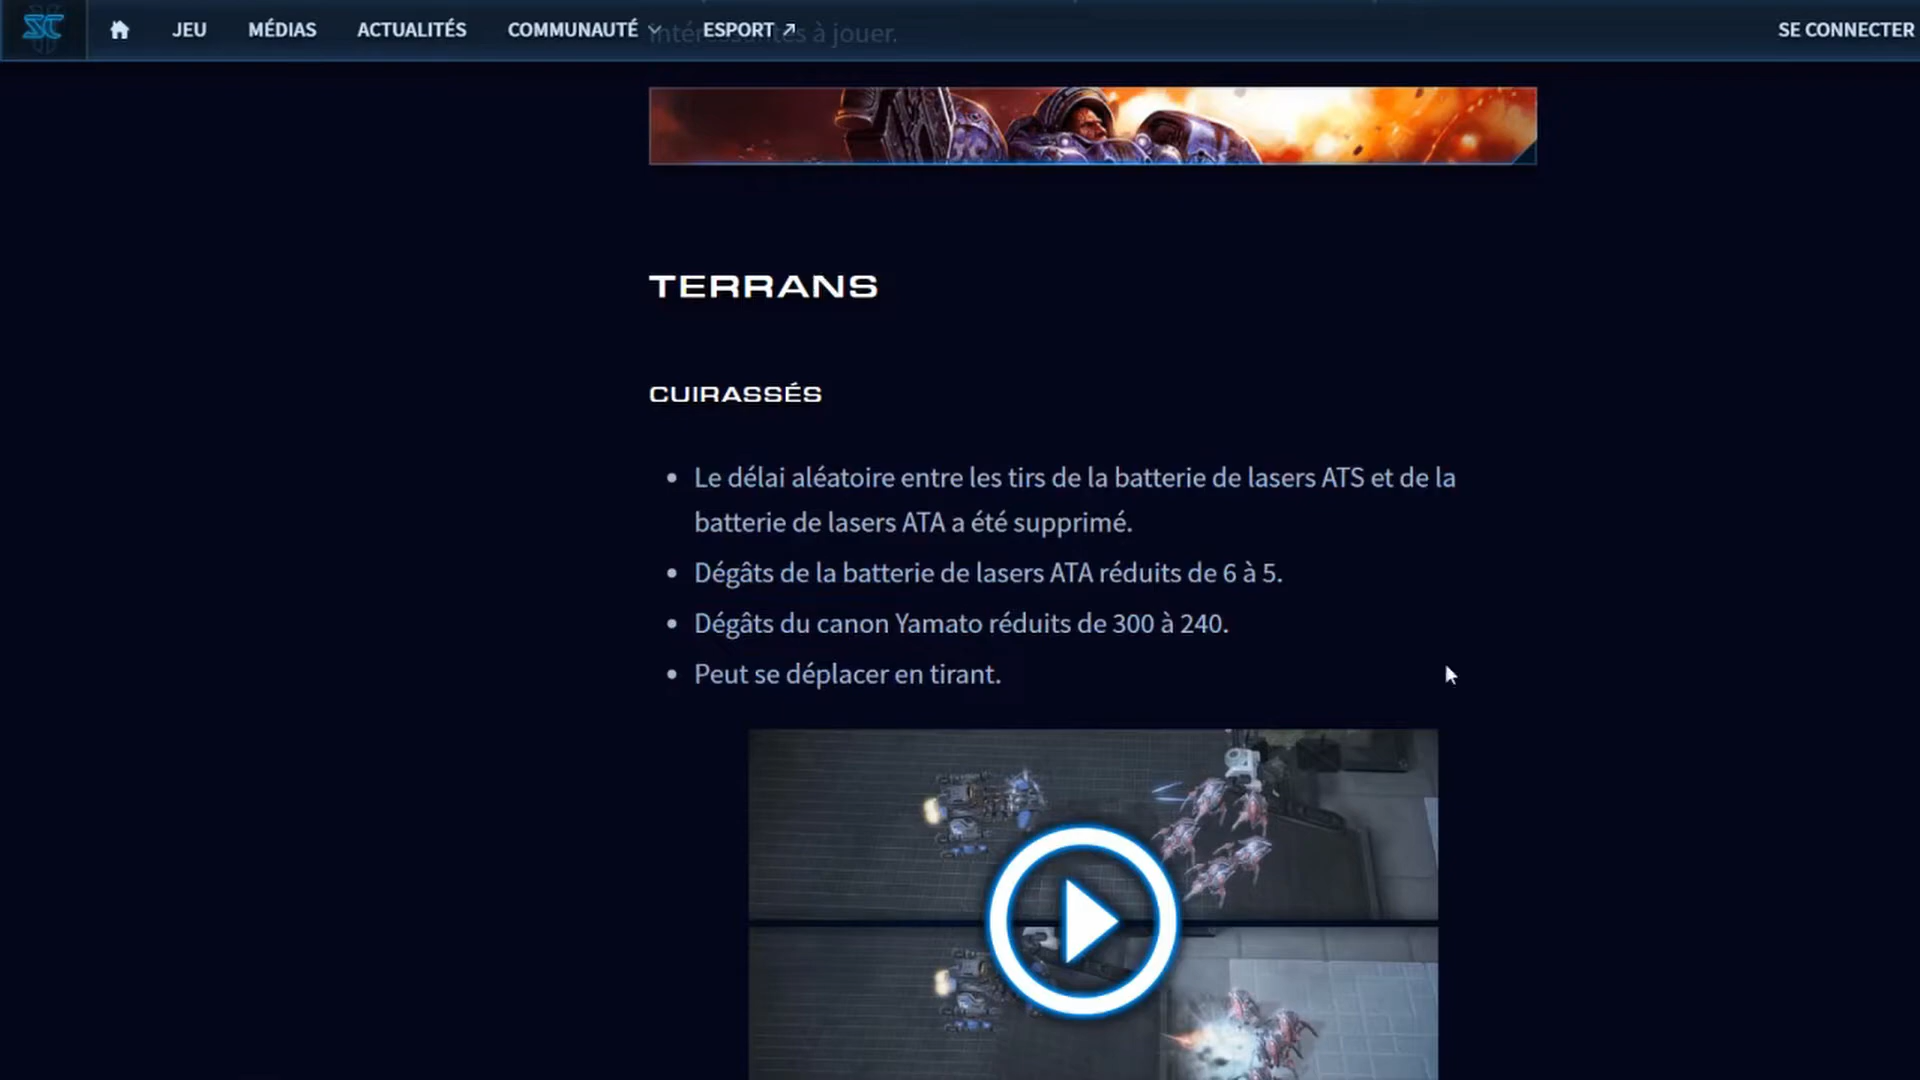 JEU MÉDIAS ACTUALITÉS COMMUNAUTÉ ESPORT SE CONNECTER
à jouer.
TERRANS
CUIRASSÉS
Le délai aléatoire entre les tirs de la batterie de lasers ATS et de la
batterie de lasers ATA a été supprimé.
Dégâts de la batterie de lasers ATA réduits de 6 à 5.
Dégâts du canon Yamato réduits de 300 à 240.
Peut se déplacer en tirant.